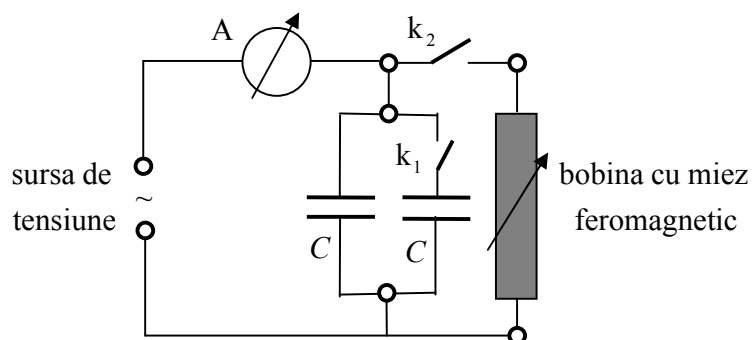 A
k₂
k₁
sursa de
tensiune
~
C
C
bobina cu miez
feromagnetic